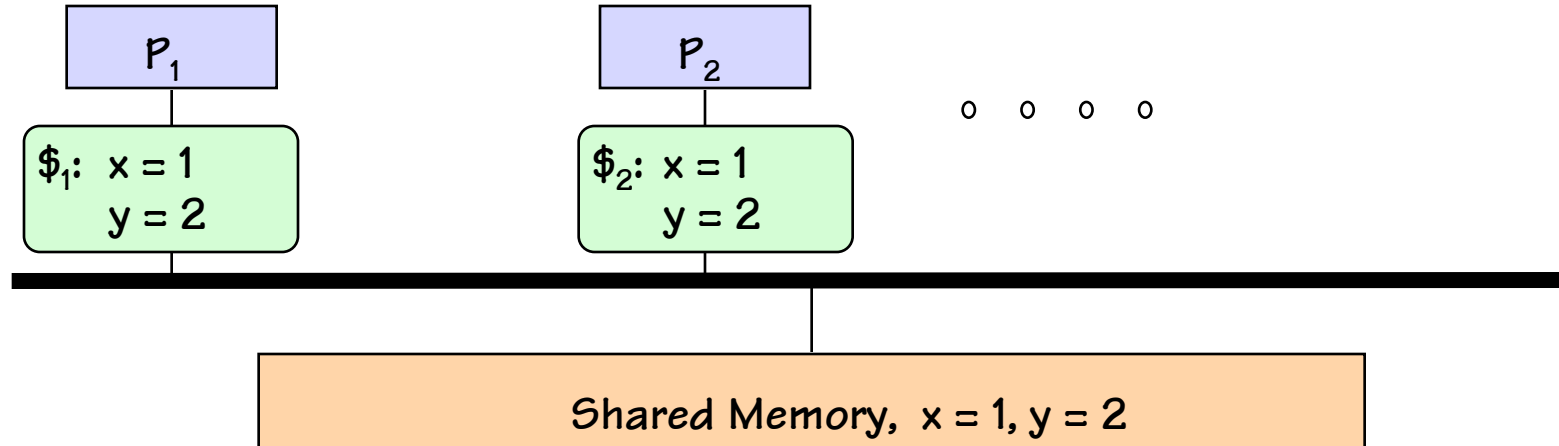 P₁
P₂
$₁: x = 1
y = 2
$₂: x = 1
y = 2
Shared Memory, x = 1, y = 2